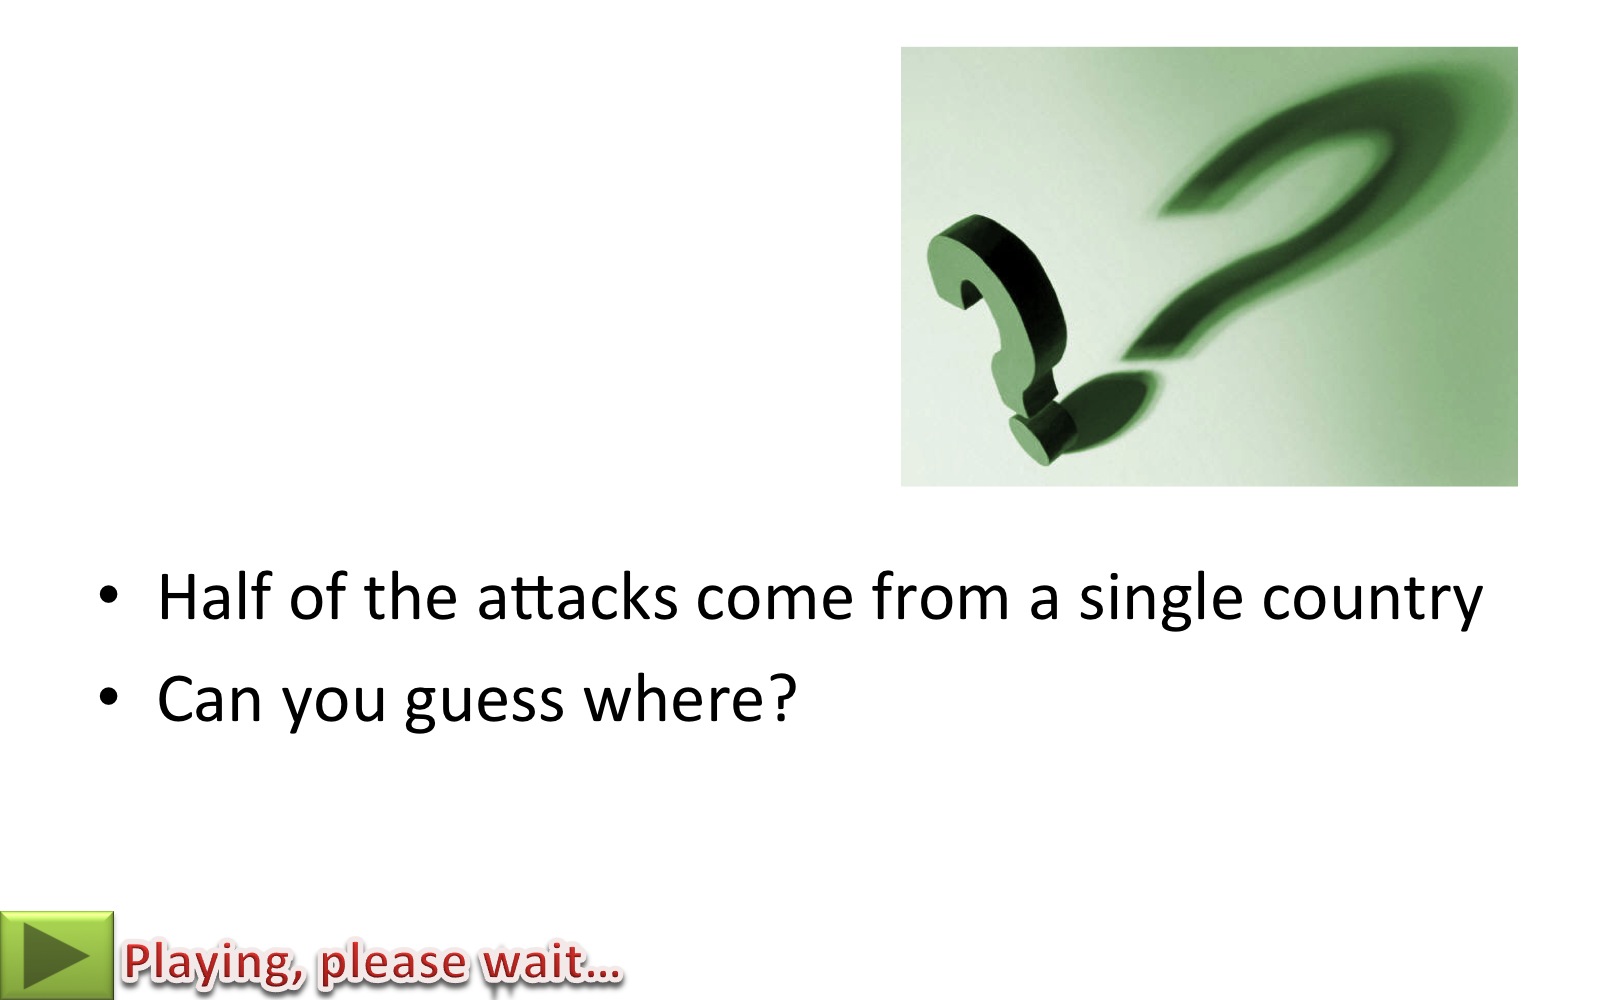 • Half of the attacks come from a single country
• Can you guess where?
Playing, please wait...